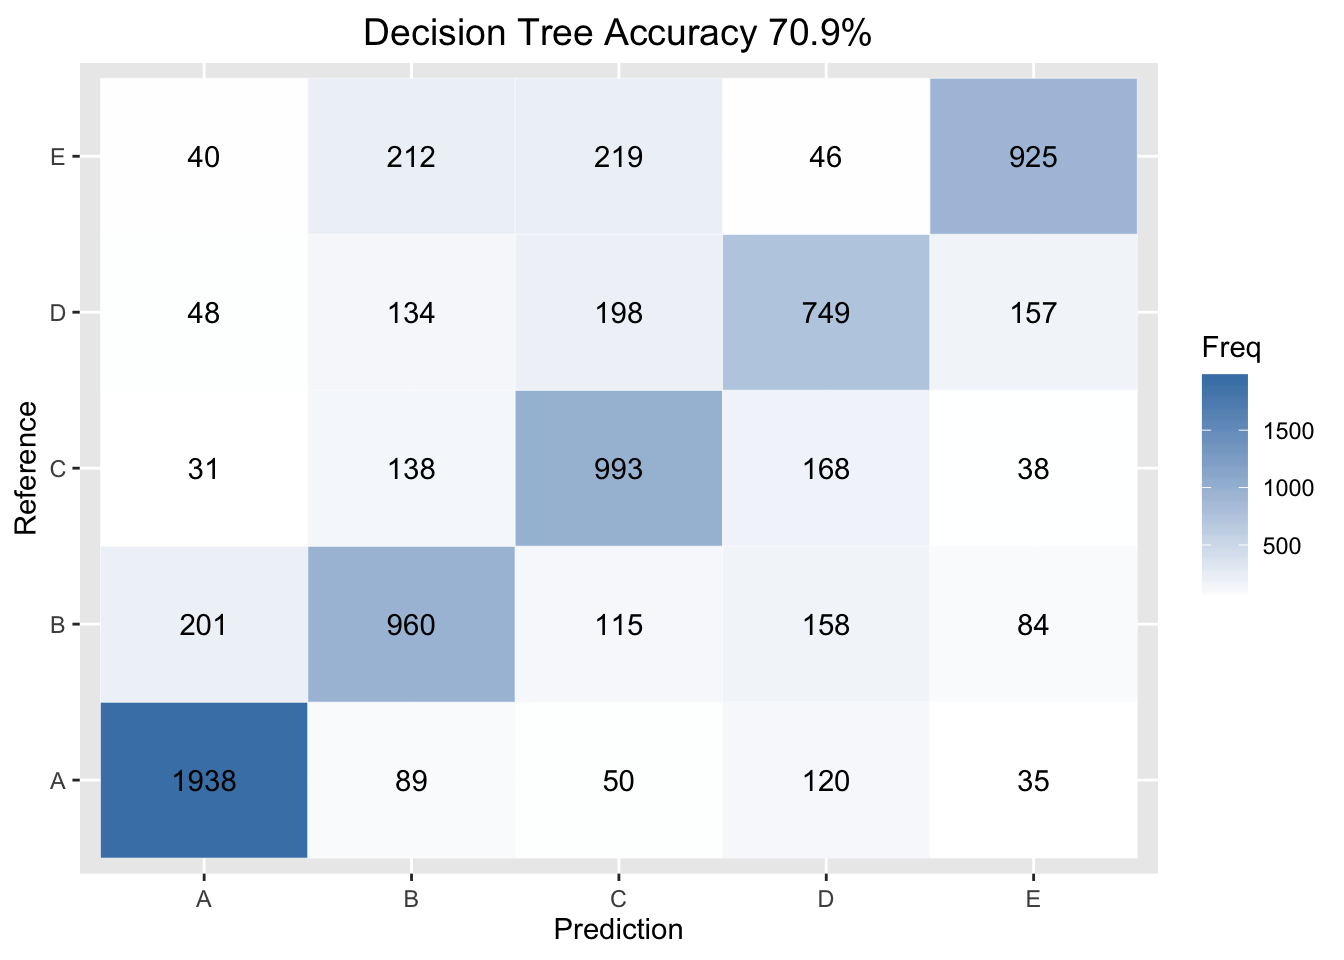 Decision Tree Accuracy 70.9%
E 40 212 219 46 925
D 48 134 198 749 157
C 31 138 993 168 38
B 201 960 115 158 84
A 1938 89 50 120 35
A B C D E
Prediction
Reference
Freq
1500
1000
500